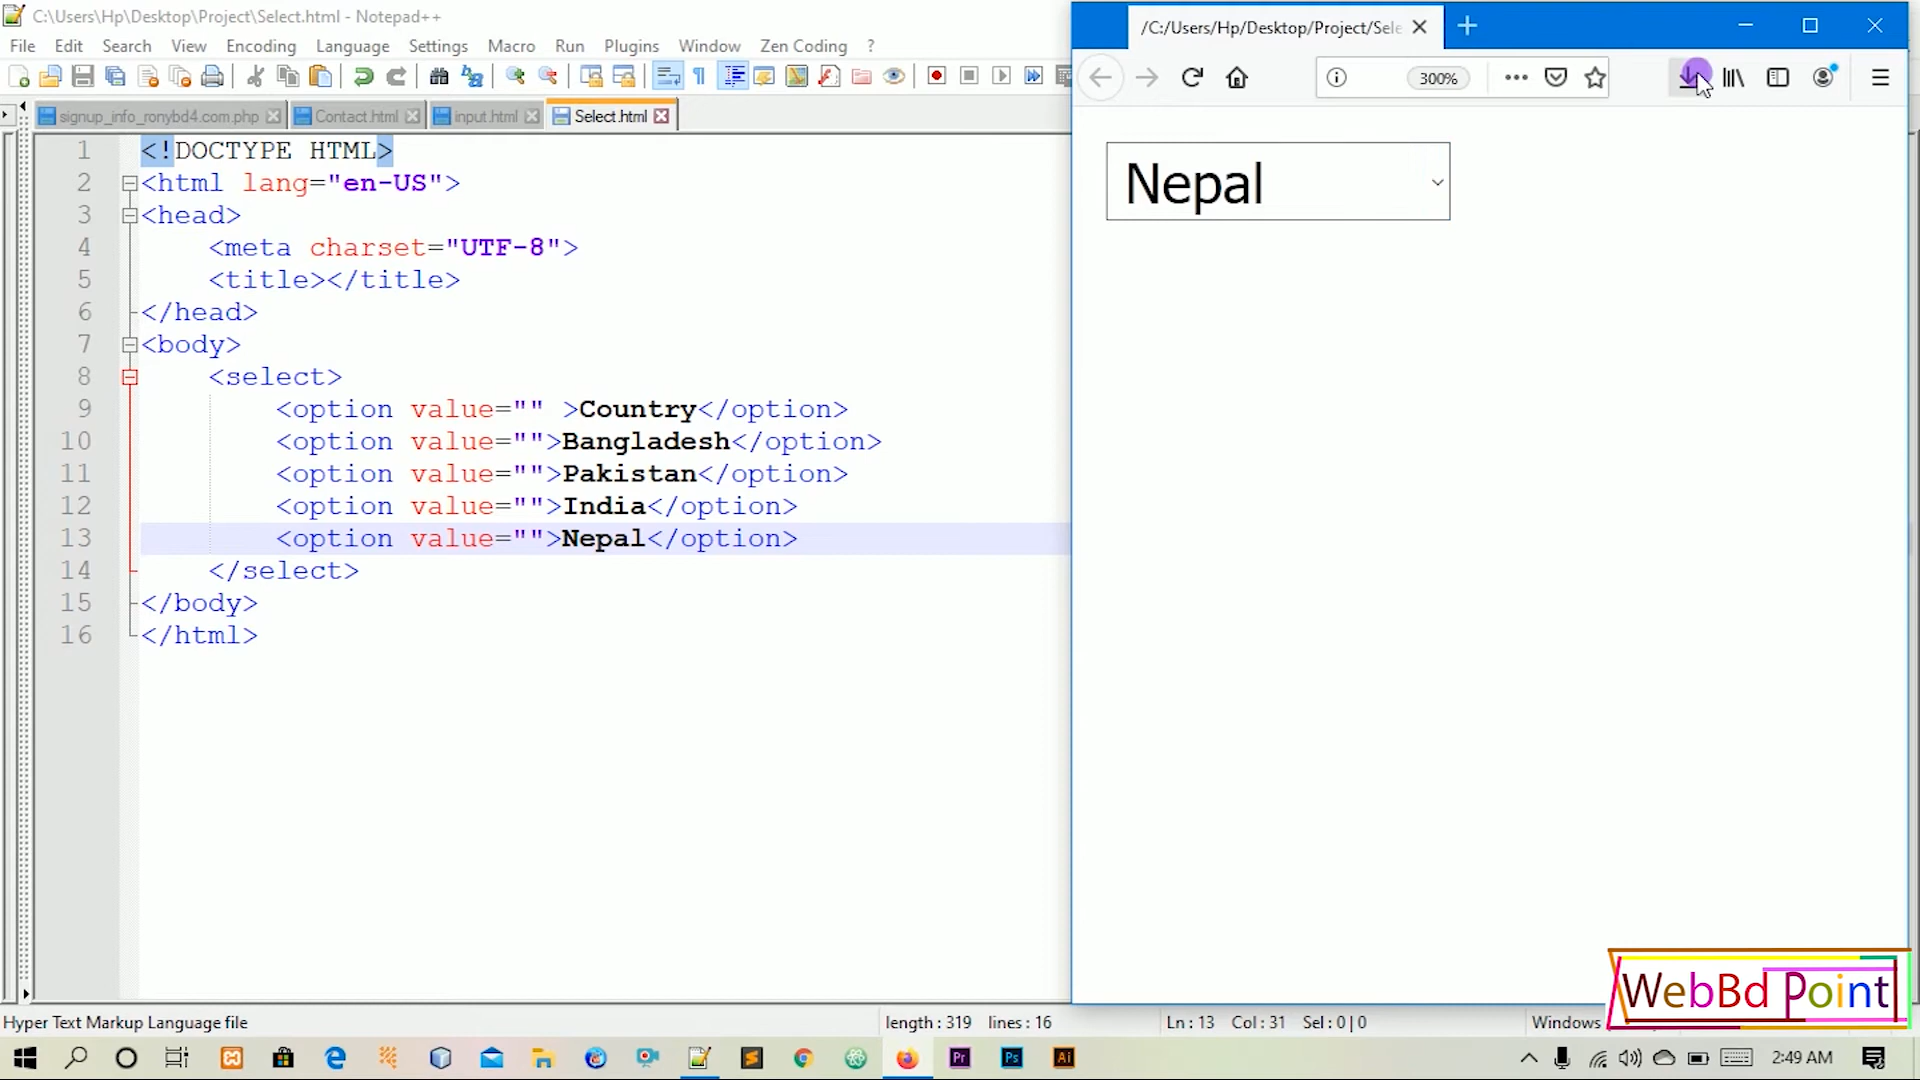 C:\Users\Hp\Desktop\Project\Select.html - Notepad++
File Edit Search View Encoding Language Settings Macro Run Plugins Window Zen Coding ?
signup_info_ronybd4.com.php Contact.html input.html Select.html
1 <!DOCTYPE HTML>
2 <html lang="en-US">
3 <head>
4 <meta charset="UTF-8">
5 <title></title>
6 </head>
7 <body>
8 <select>
9 <option value="" >Country</option>
10 <option value="">Bangladesh</option>
11 <option value="">Pakistan</option>
12 <option value="">India</option>
13 <option value="">Nepal</option>
14 </select>
15 </body>
16 </html>
/C:/Users/Hp/Desktop/Project/Sele
300%
Nepal
WebBd Point
Hyper Text Markup Language file length : 319 lines : 16 Ln : 13 Col : 31 Sel : 0 | 0 Windows
Pr Ps Ai 2:49 AM